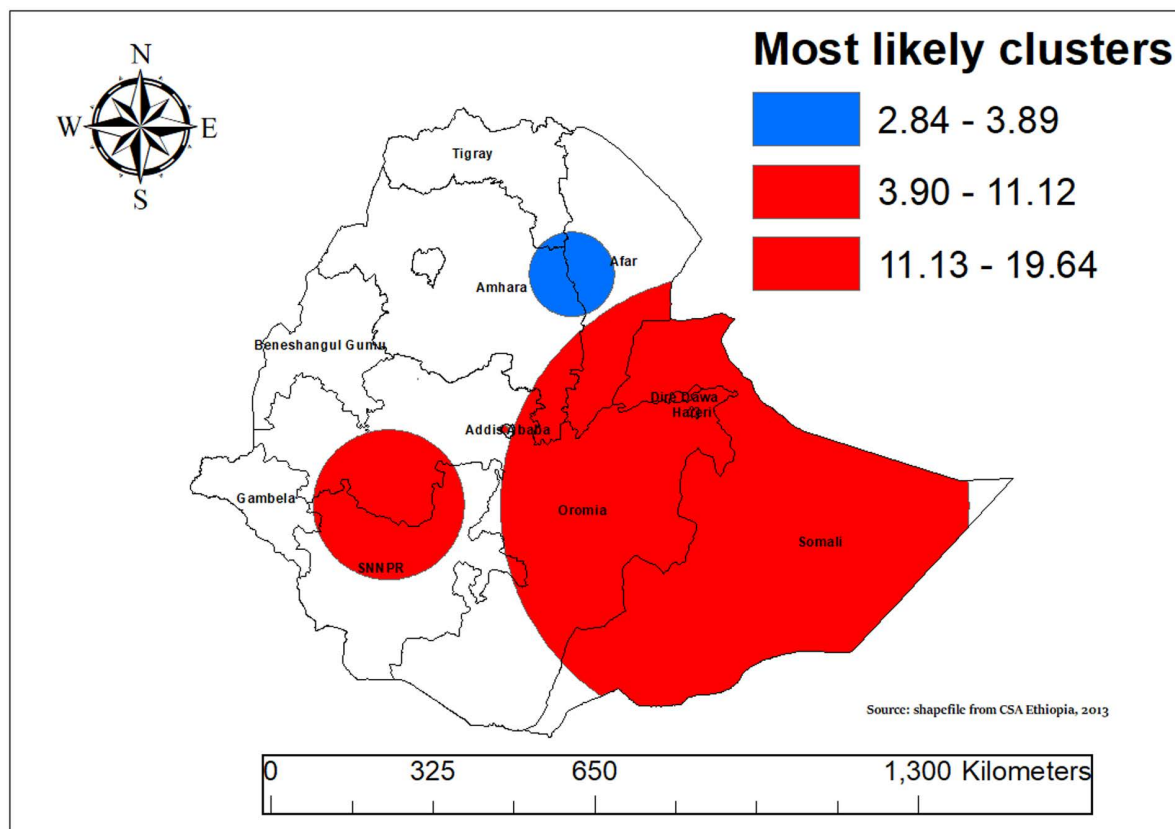 Most likely clusters
2.84 - 3.89
3.90 - 11.12
11.13 - 19.64
N
W
E
S
Tigray
Afar
Amhara
Beneshangul Gumu
Dire Dawa
Hareri
Addis Ababa
Gambela
Oromia
Somali
SNNPR
Source: shapefile from CSA Ethiopia, 2013
0 325 650 1,300 Kilometers